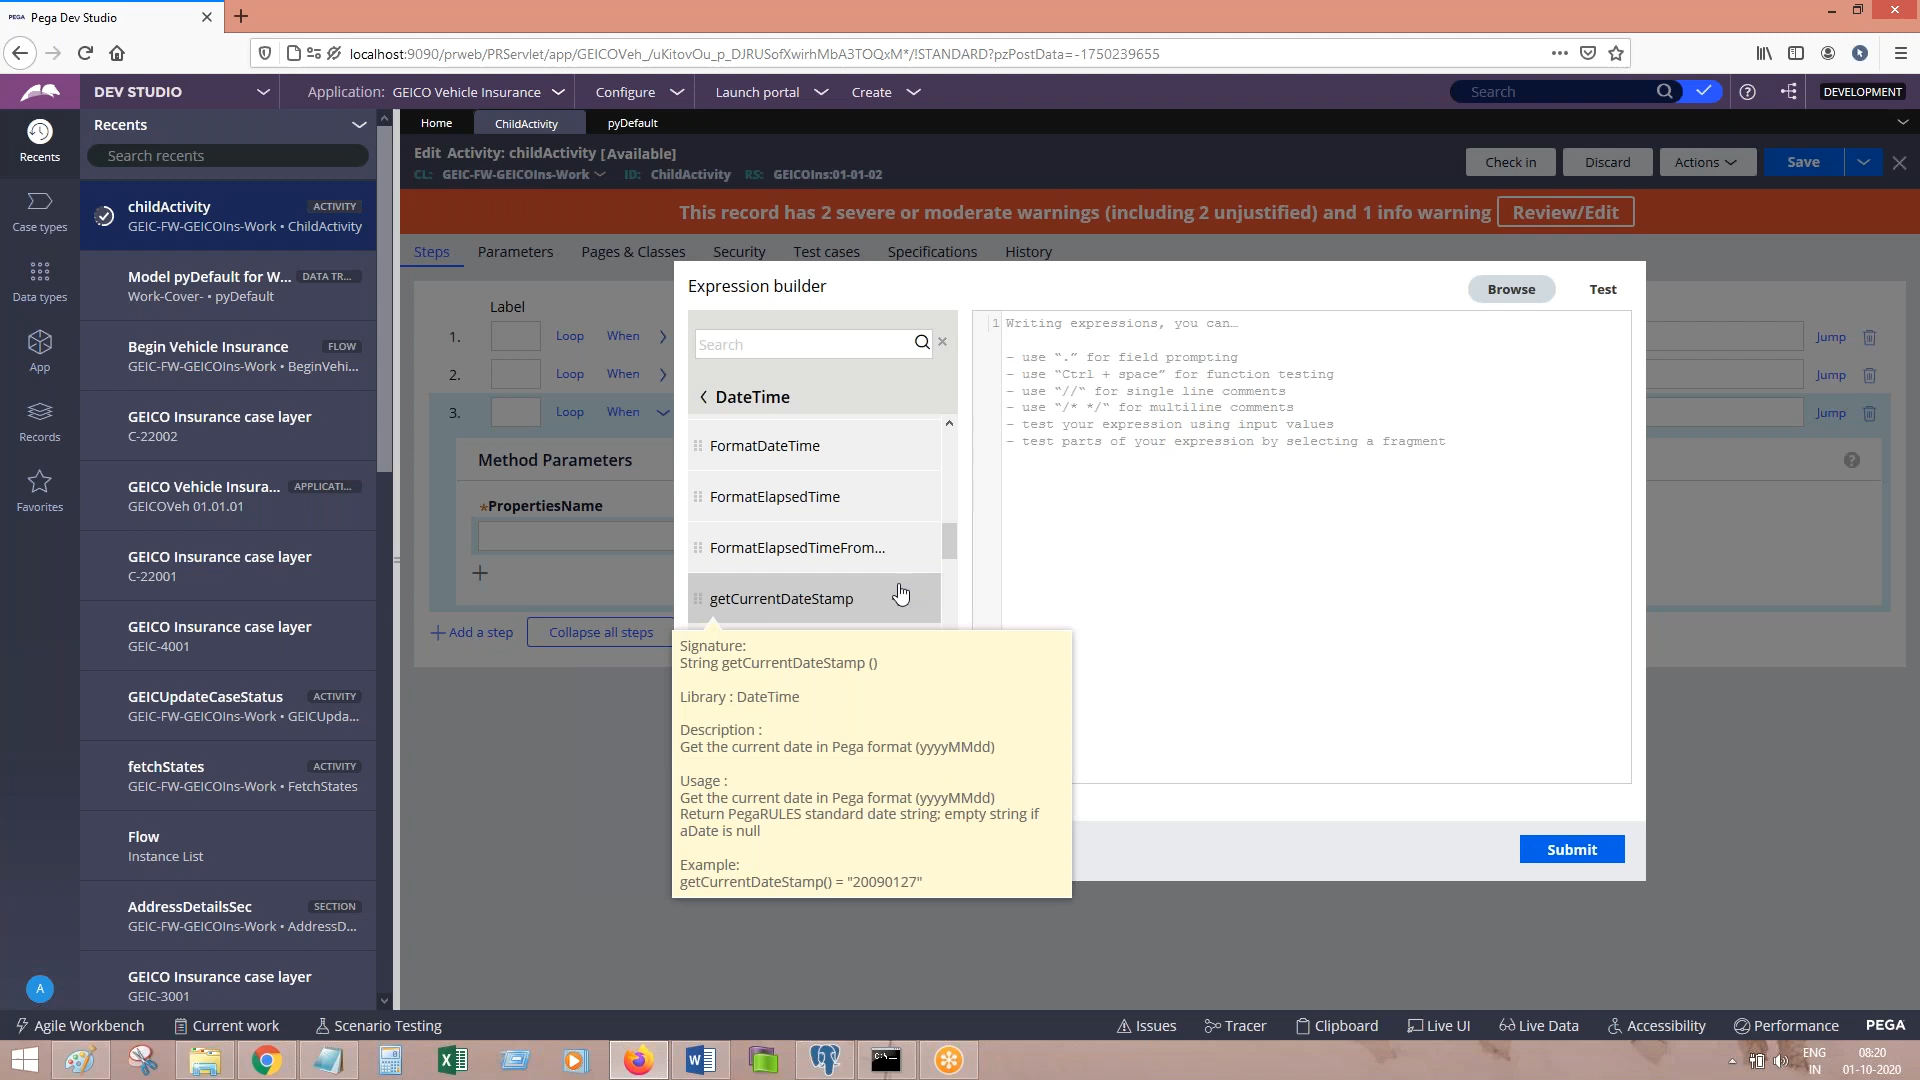 PEGA Pega Dev Studio
localhost:9090/prweb/PRServlet/app/GEICOVeh_/uKitovOu_p_DJRUSofXwirhMbA3TOQxM*/!STANDARD?pzPostData=-1750239655
DEV STUDIO
Application: GEICO Vehicle Insurance
Configure
Launch portal
Create
Search
DEVELOPMENT
Recents
Case types
Data types
App
Records
Favorites
A
Recents
Search recents
childActivity ACTIVITY
GEIC-FW-GEICOIns-Work • ChildActivity
Model pyDefault for W... DATA TR...
Work-Cover- • pyDefault
Begin Vehicle Insurance FLOW
GEIC-FW-GEICOIns-Work • BeginVehi...
GEICO Insurance case layer
C-22002
GEICO Vehicle Insura... APPLICATI...
GEICOVeh 01.01.01
GEICO Insurance case layer
C-22001
GEICO Insurance case layer
GEIC-4001
GEICUpdateCaseStatus ACTIVITY
GEIC-FW-GEICOIns-Work • GEICUpda...
fetchStates ACTIVITY
GEIC-FW-GEICOIns-Work • FetchStates
Flow
Instance List
AddressDetailsSec SECTION
GEIC-FW-GEICOIns-Work • AddressD...
GEICO Insurance case layer
GEIC-3001
Home
ChildActivity
pyDefault
Edit Activity: childActivity [Available]
CL: GEIC-FW-GEICOIns-Work ID: ChildActivity RS: GEICOIns:01-01-02
Check in
Discard
Actions
Save
This record has 2 severe or moderate warnings (including 2 unjustified) and 1 info warning Review/Edit
Steps Parameters Pages & Classes Security Test cases Specifications History
Label
1. Loop When Jump
2. Loop When Jump
3. Loop When Jump
Method Parameters
*PropertiesName
Add a step
Collapse all steps
Expression builder
Browse
Test
Search
DateTime
FormatDateTime
FormatElapsedTime
FormatElapsedTimeFrom...
getCurrentDateStamp
1 Writing expressions, you can…
- use “.” for field prompting
- use “Ctrl + space” for function testing
- use “//“ for single line comments
- use “/* */“ for multiline comments
- test your expression using input values
- test parts of your expression by selecting a fragment
Signature:
String getCurrentDateStamp ()
Library : DateTime
Description :
Get the current date in Pega format (yyyyMMdd)
Usage :
Get the current date in Pega format (yyyyMMdd)
Return PegaRULES standard date string; empty string if
aDate is null
Example:
getCurrentDateStamp() = "20090127"
Submit
Agile Workbench
Current work
Scenario Testing
Issues
Tracer
Clipboard
Live UI
Live Data
Accessibility
Performance
PEGA
ENG
IN
08:20
01-10-2020